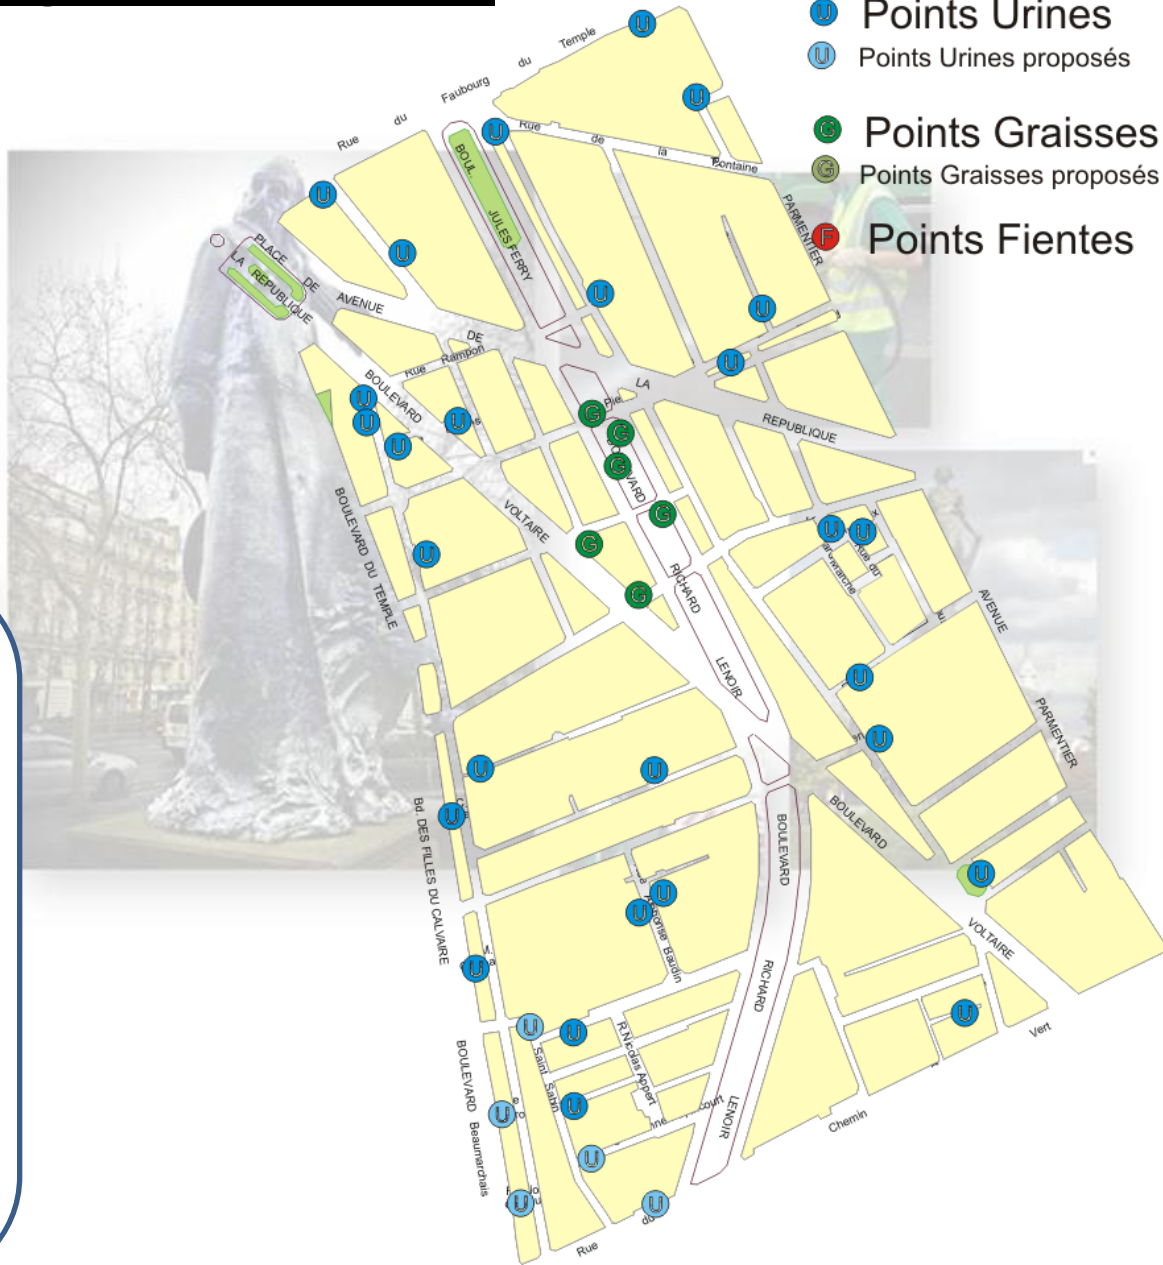 U Points Urines
U Points Urines proposés
G Points Graisses
G Points Graisses proposés
F Points Fientes
Rue du Faubourg du Temple
Rue de la Fontaine
BOUL. JULES FERRY
PARMENTIER
PLACE DE
LA REPUBLIQUE
AVENUE DE LA REPUBLIQUE
Rue Rampon
BOULEVARD VOLTAIRE
BOULEVARD DU TEMPLE
RICHARD LENOIR
AVENUE PARMENTIER
Bd. DES FILLES DU CALVAIRE
BOULEVARD RICHARD LENOIR
BOULEVARD VOLTAIRE
Baudin
Saint Sabin
R.Nicolas Appert
BOULEVARD Beaumarchais
Rue du Chemin Vert